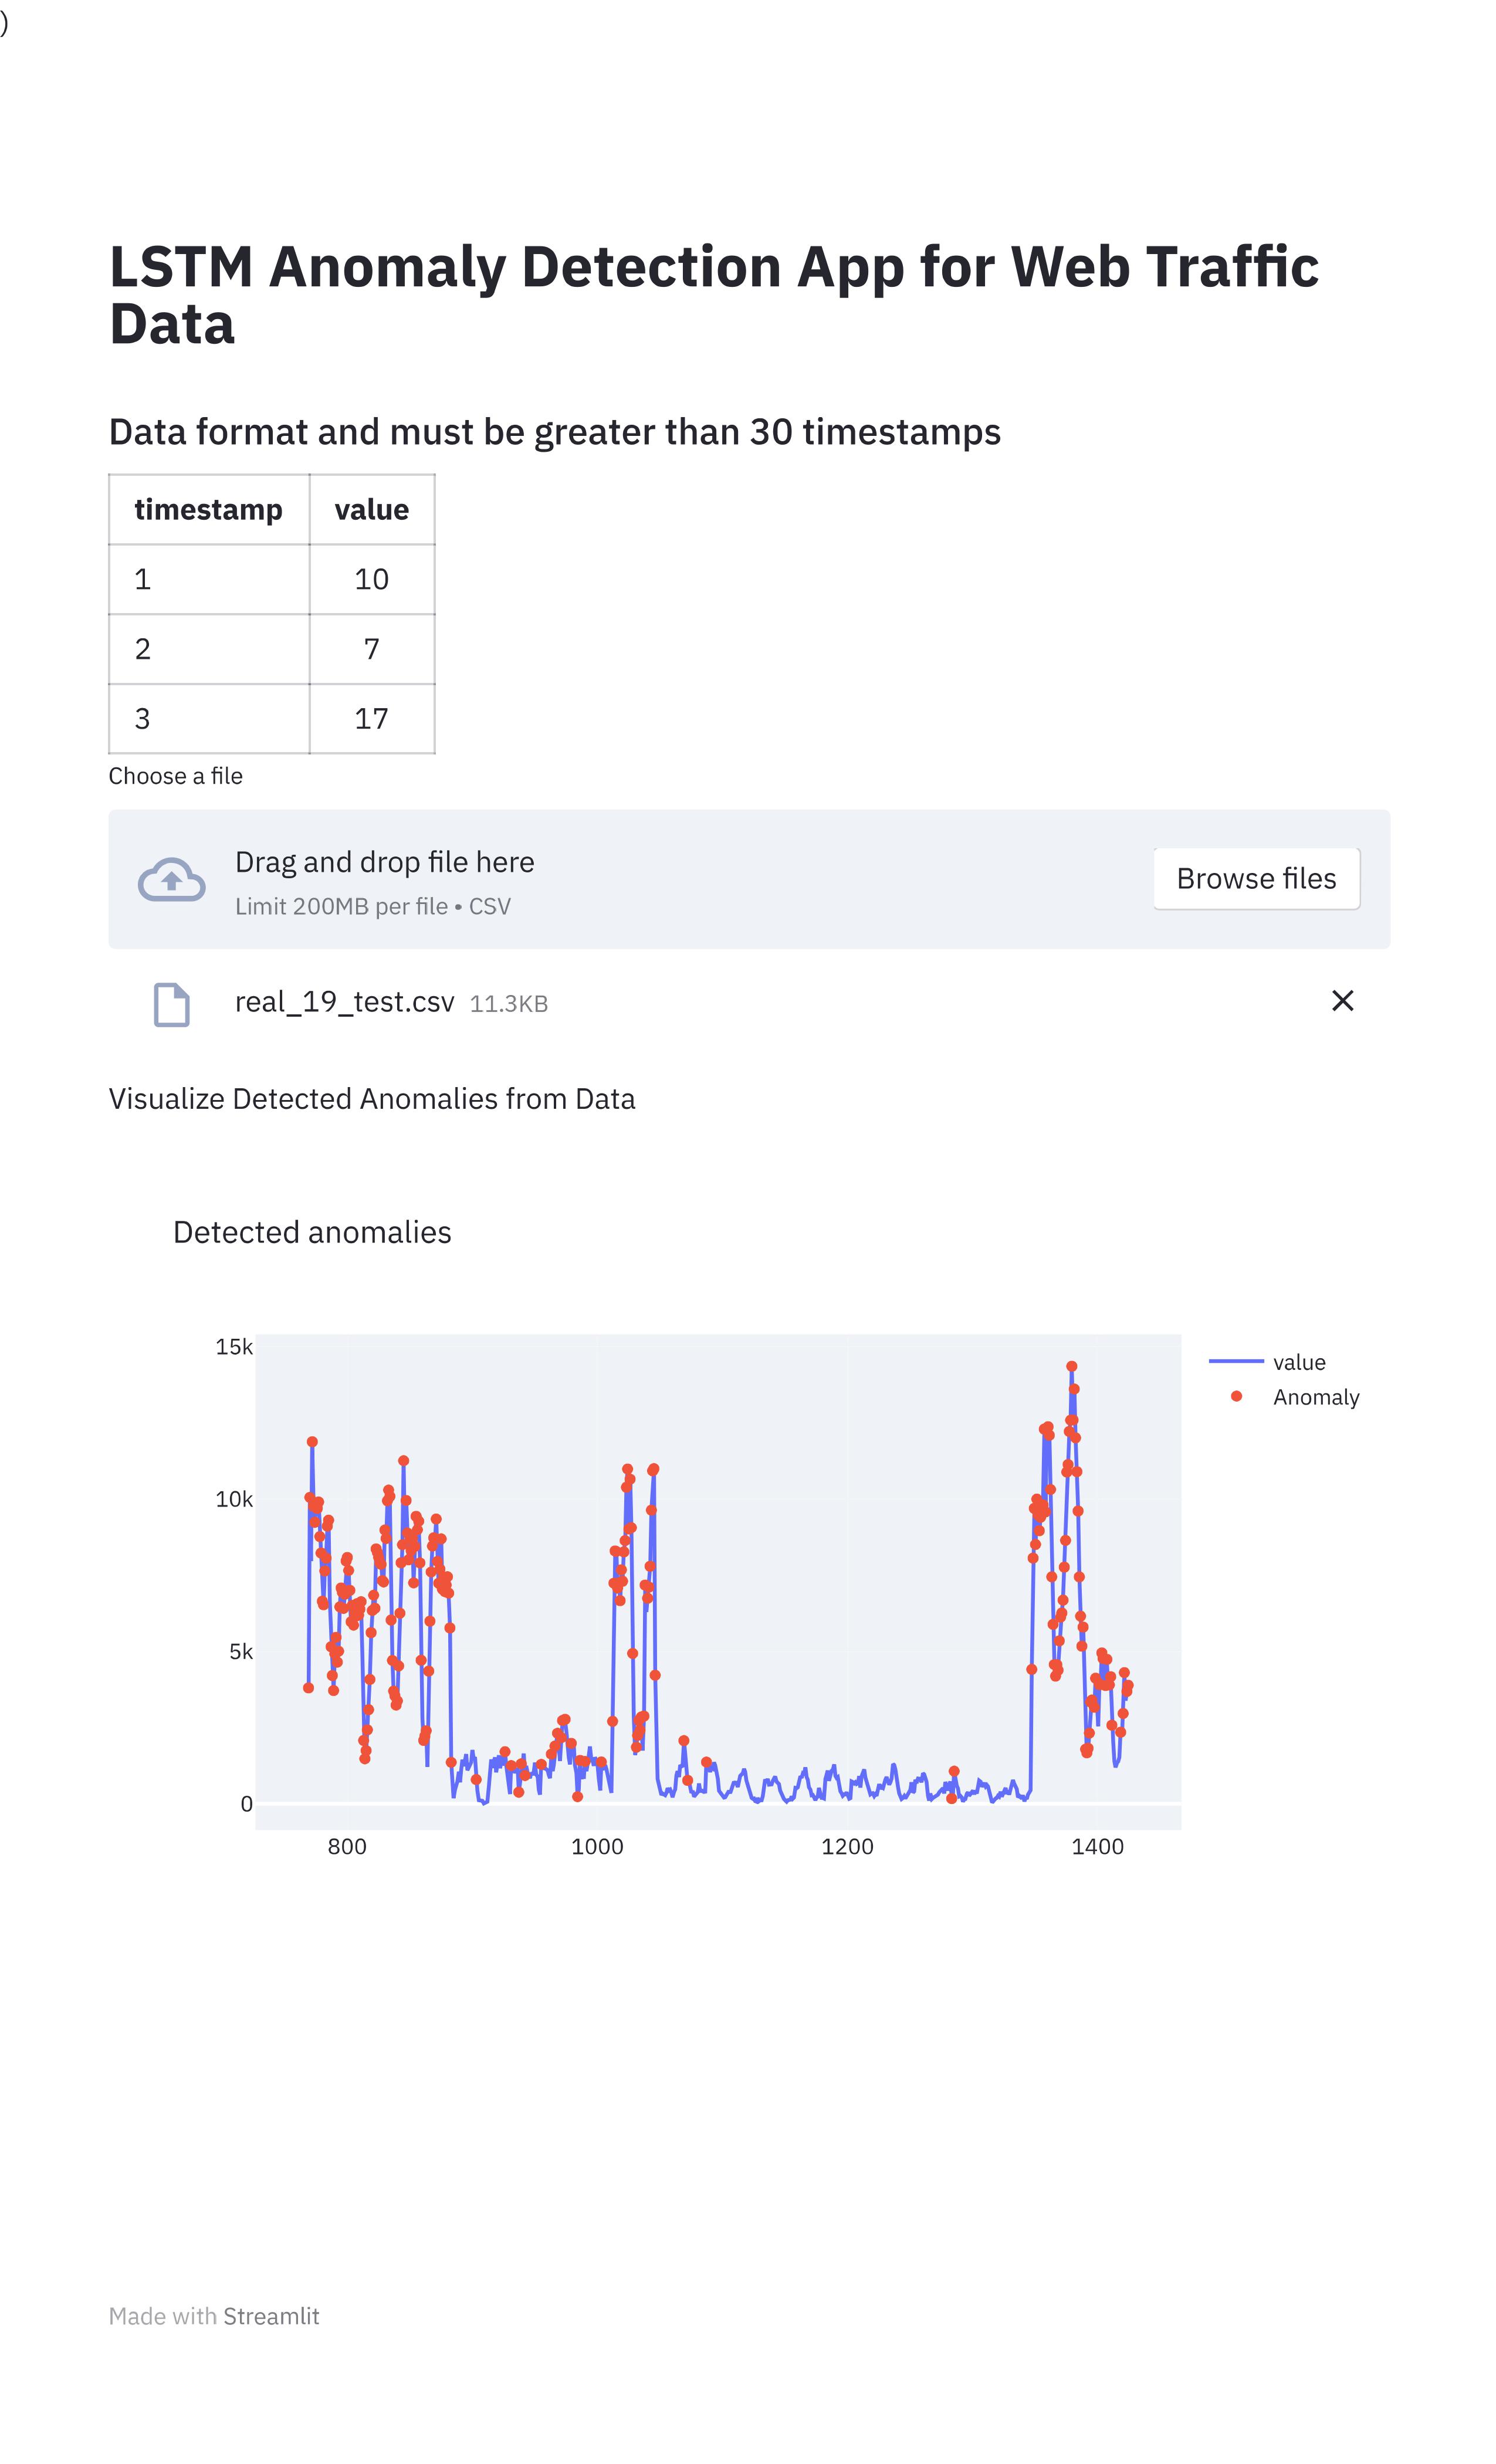 )
LSTM Anomaly Detection App for Web Traffic
Data
Data format and must be greater than 30 timestamps
timestamp value
1 10
2 7
3 17
Choose a file
Drag and drop file here
Limit 200MB per file • CSV
Browse files
real_19_test.csv 11.3KB
Visualize Detected Anomalies from Data
Detected anomalies
15k
10k
5k
0
800 1000 1200 1400
value
Anomaly
Made with Streamlit